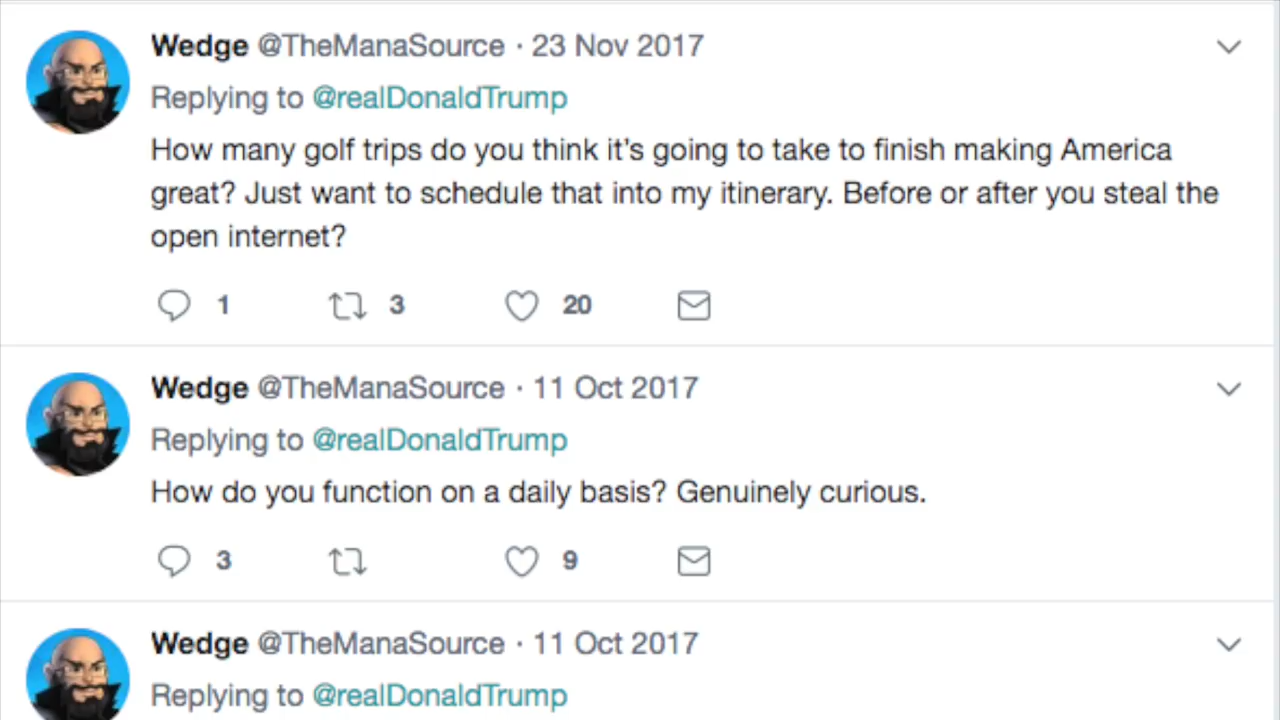 Wedge @TheManaSource · 23 Nov 2017
Replying to @realDonaldTrump
How many golf trips do you think it's going to take to finish making America
great? Just want to schedule that into my itinerary. Before or after you steal the
open internet?
1 3 20
Wedge @TheManaSource · 11 Oct 2017
Replying to @realDonaldTrump
How do you function on a daily basis? Genuinely curious.
3 9
Wedge @TheManaSource · 11 Oct 2017
Replying to @realDonaldTrump